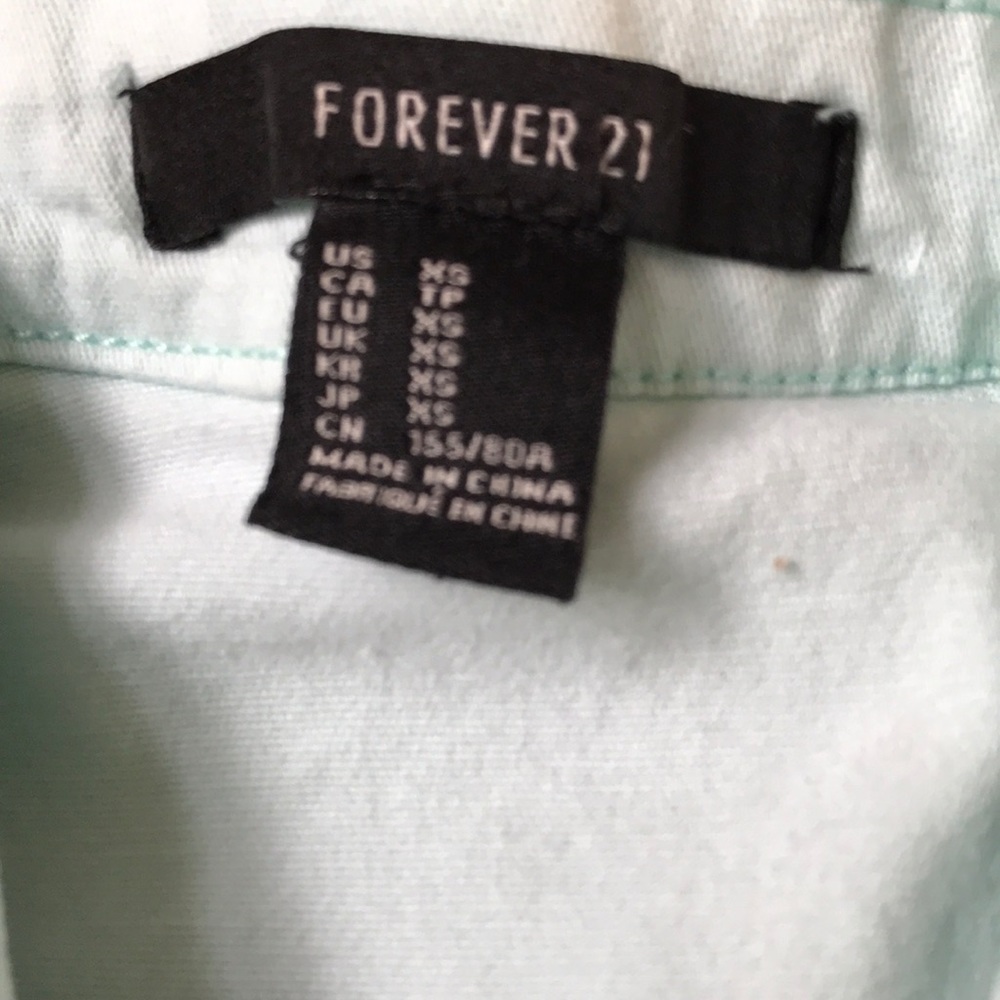 FOREVER 21
US XS
CA TP
EU XS
UK XS
KR XS
JP XS
CN 155/80A
MADE IN CHINA
FABRIQUÉ EN CHINE